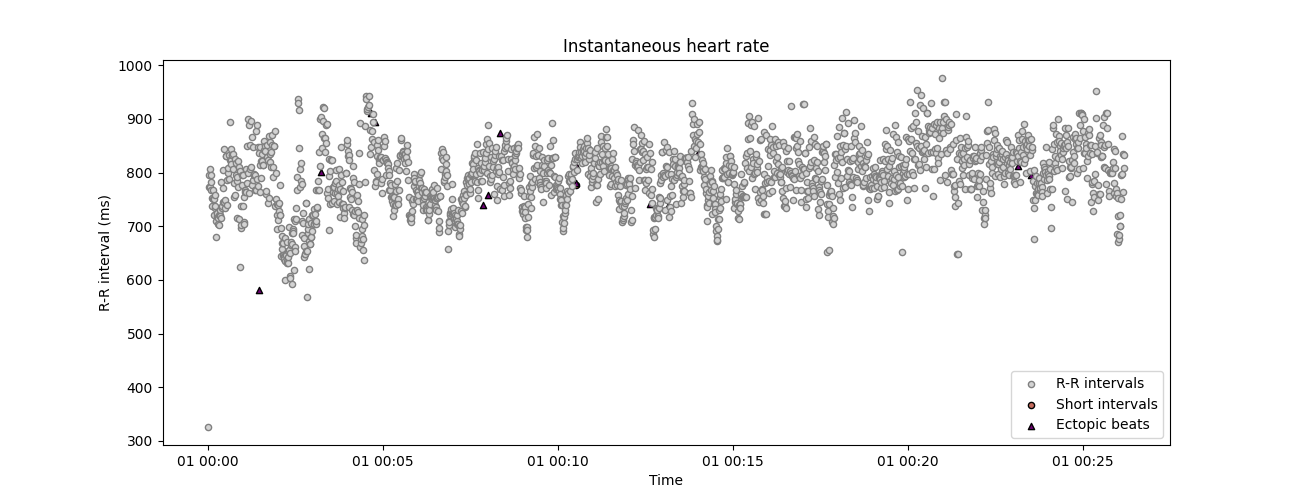 Instantaneous heart rate
R-R interval (ms)
1000
900
800
700
600
500
400
300
R-R intervals
Short intervals
Ectopic beats
01 00:00 01 00:05 01 00:10 01 00:15 01 00:20 01 00:25
Time